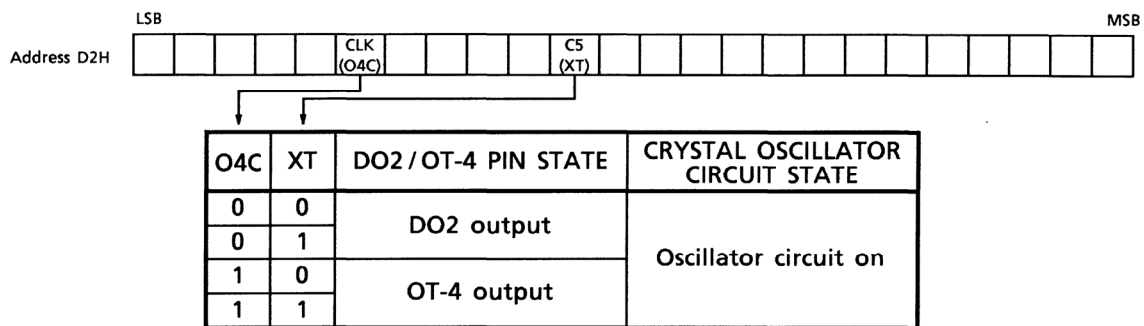 LSB MSB
Address D2H CLK (O4C) C5 (XT)
O4C XT DO2/OT-4 PIN STATE CRYSTAL OSCILLATOR CIRCUIT STATE
0 0 DO2 output Oscillator circuit on
0 1
1 0 OT-4 output
1 1